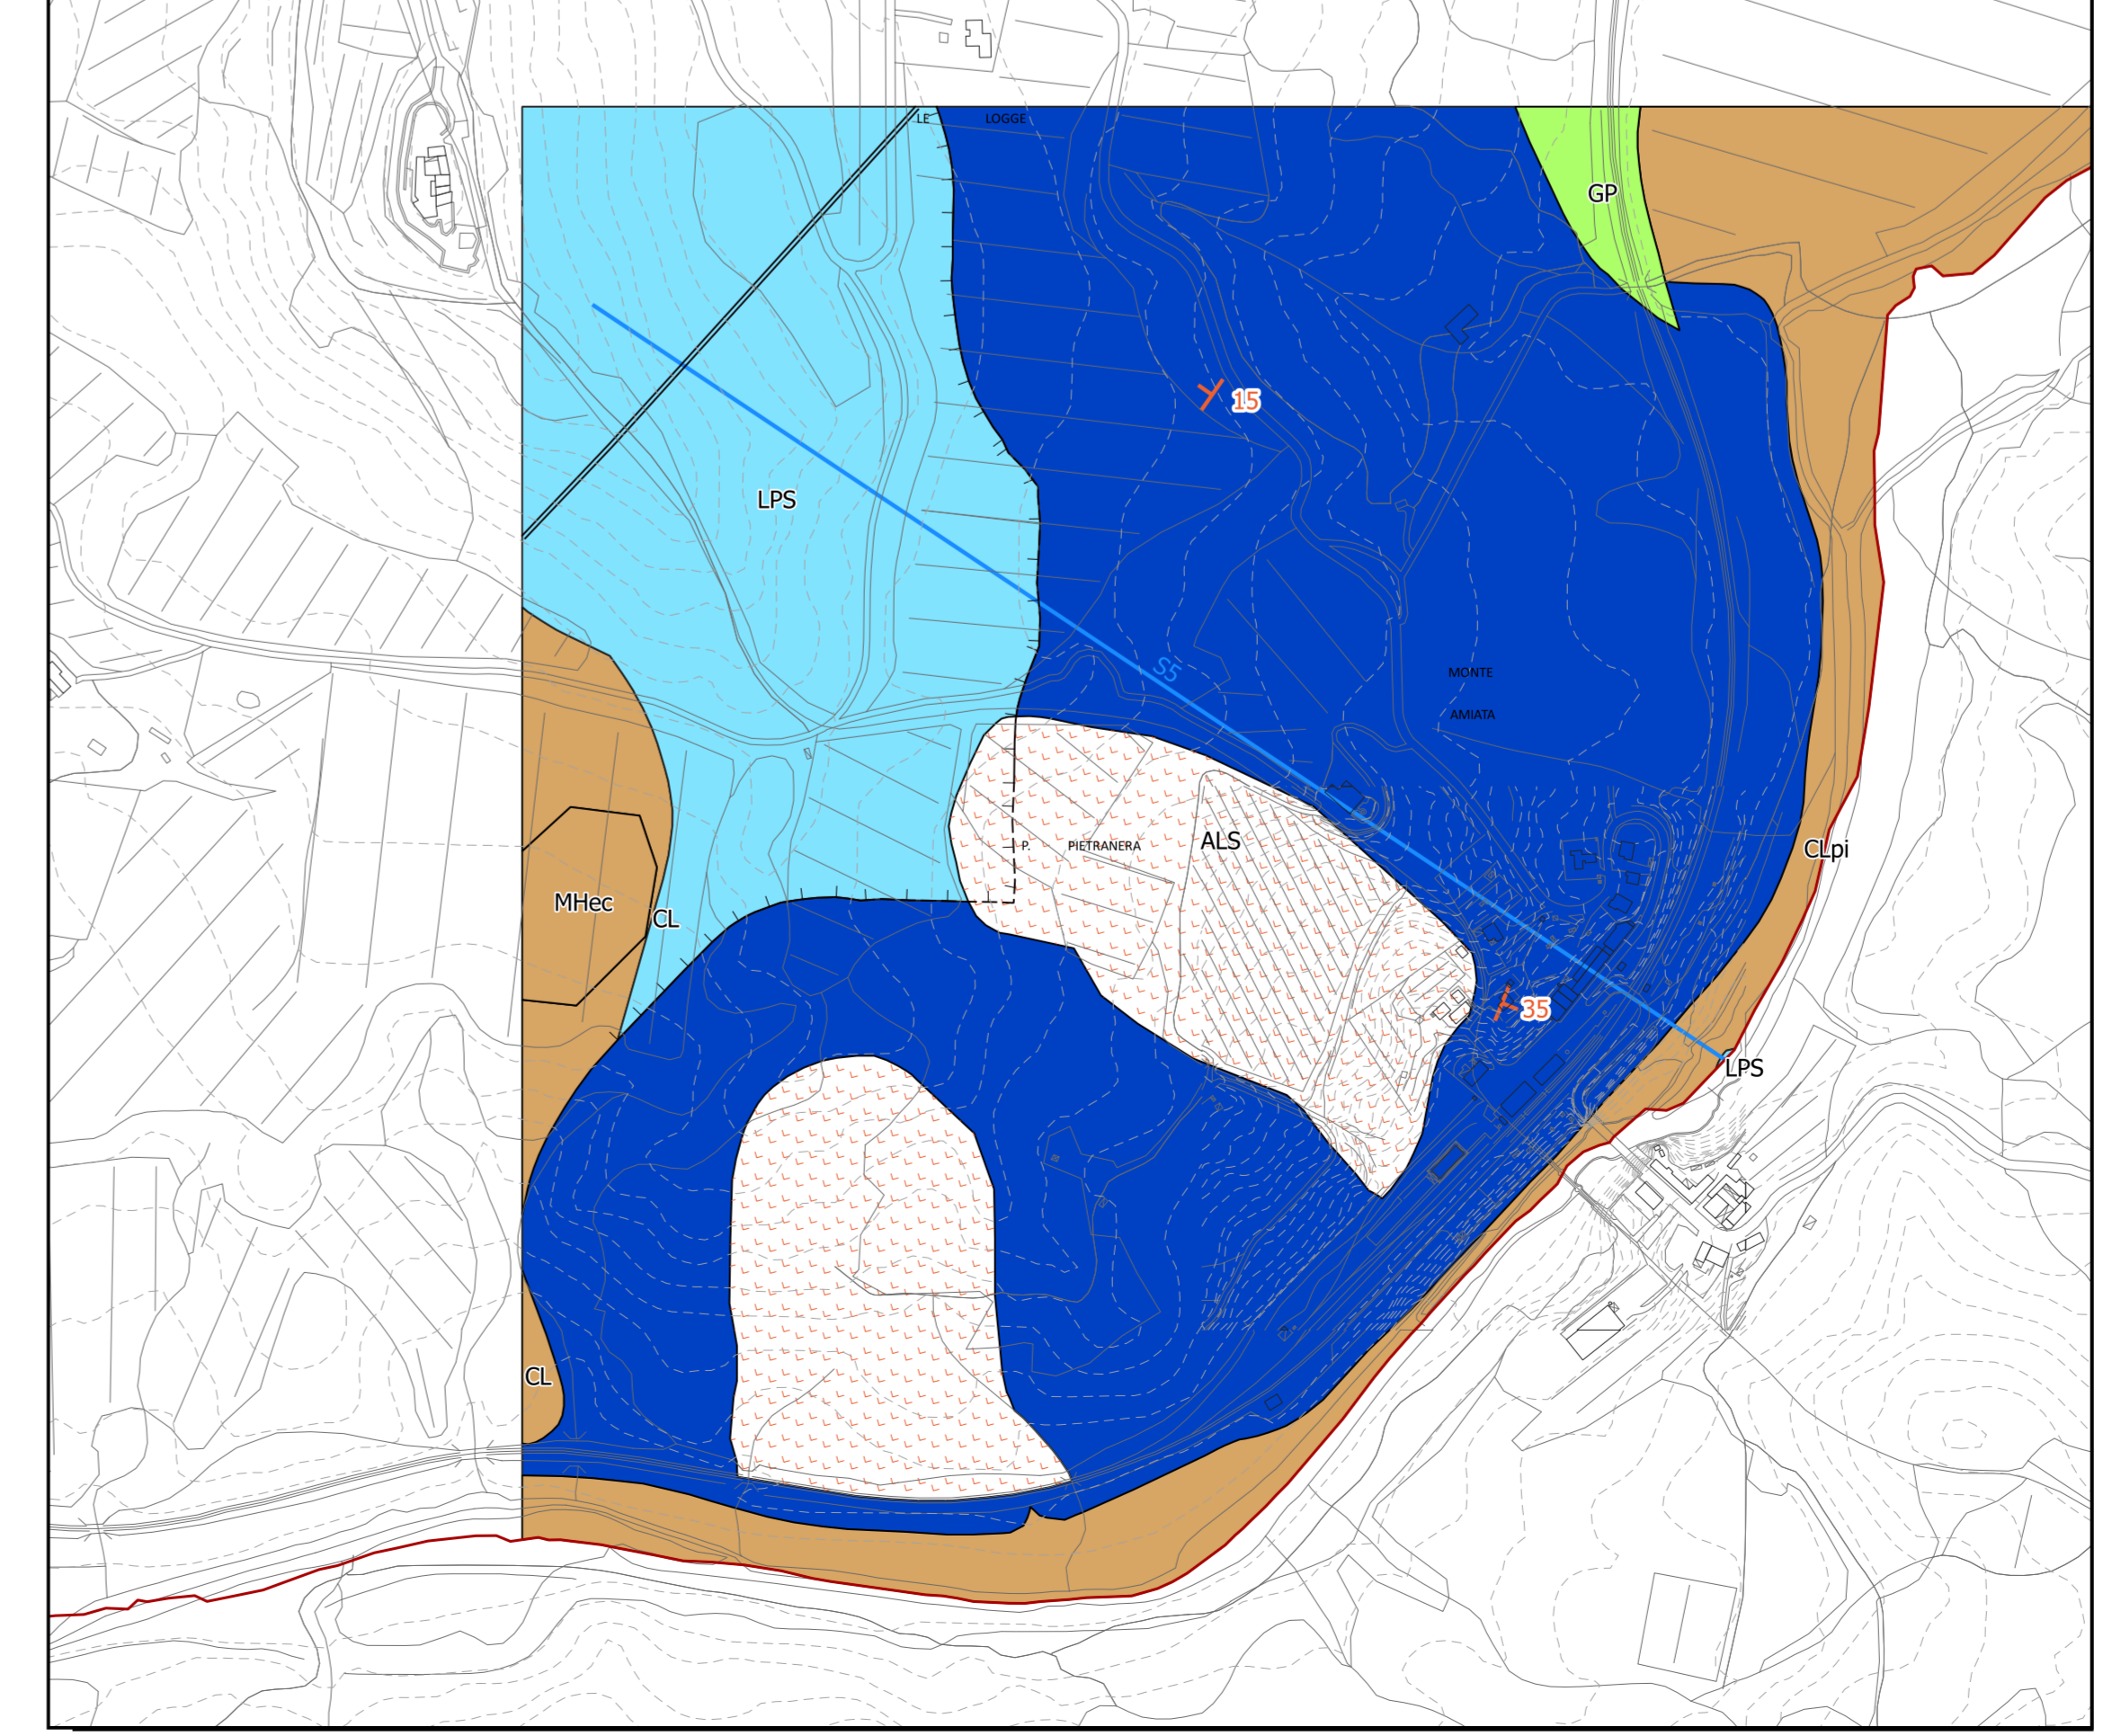 LE LOGGE
GP
15
LPS
S5
MONTE
AMIATA
P. PIETRANERA
ALS
CLpi
MHec
CL
35
LPS
CL